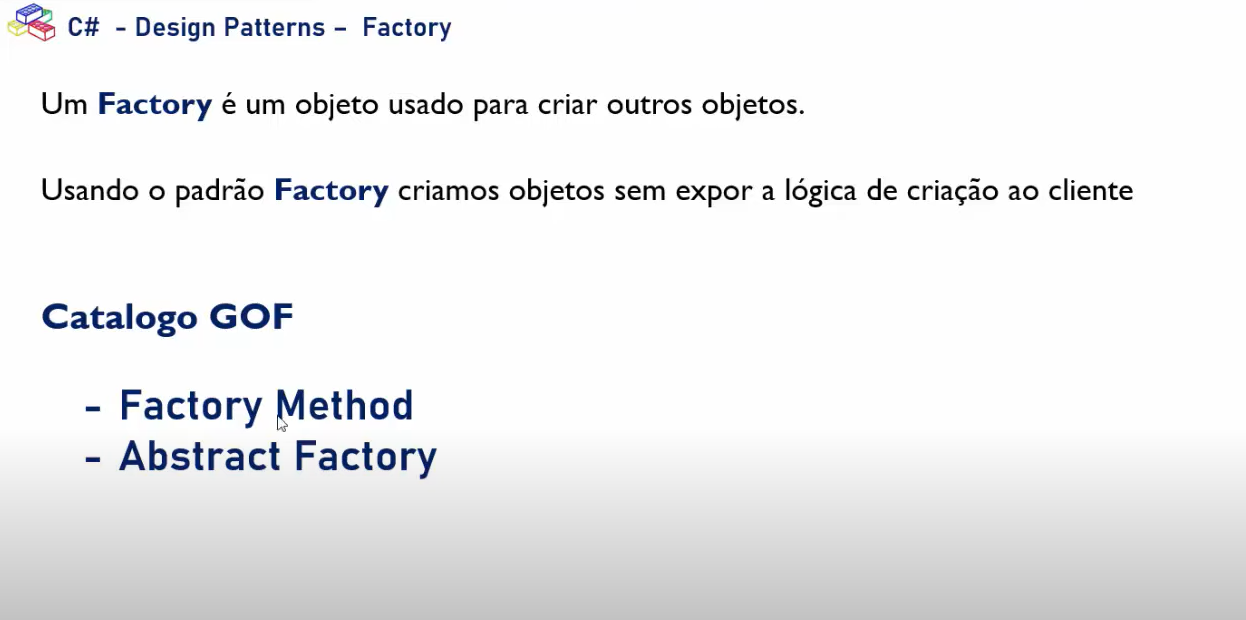 C# - Design Patterns – Factory
Um Factory é um objeto usado para criar outros objetos.
Usando o padrão Factory criamos objetos sem expor a lógica de criação ao cliente
Catalogo GOF
- Factory Method
- Abstract Factory